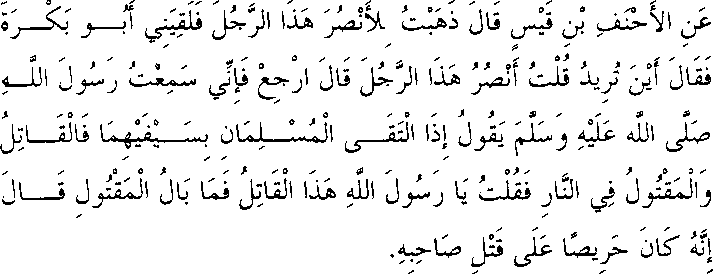 عَنِ الأَحْنَفِ بْنِ قَيْسٍ قَالَ ذَهَبْتُ لِأَنْصُرَ هَذَا الرَّجُلَ فَلَقِيَنِي أَبُو بَكْرَةَ
فَقَالَ أَيْنَ تُرِيدُ قُلْتُ أَنْصُرُ هَذَا الرَّجُلَ قَالَ ارْجِعْ فَإِنِّي سَمِعْتُ رَسُولَ اللَّهِ
صَلَّى اللَّه عَلَيْهِ وَسَلَّمَ يَقُولُ إِذَا الْتَقَى الْمُسْلِمَانِ بِسَيْفَيْهِمَا فَالْقَاتِلُ
وَالْمَقْتُولُ فِي النَّارِ فَقُلْتُ يَا رَسُولَ اللَّهِ هَذَا الْقَاتِلُ فَمَا بَالُ الْمَقْتُولِ قَالَ
إِنَّهُ كَانَ حَرِيصًا عَلَى قَتْلِ صَاحِبِهِ.